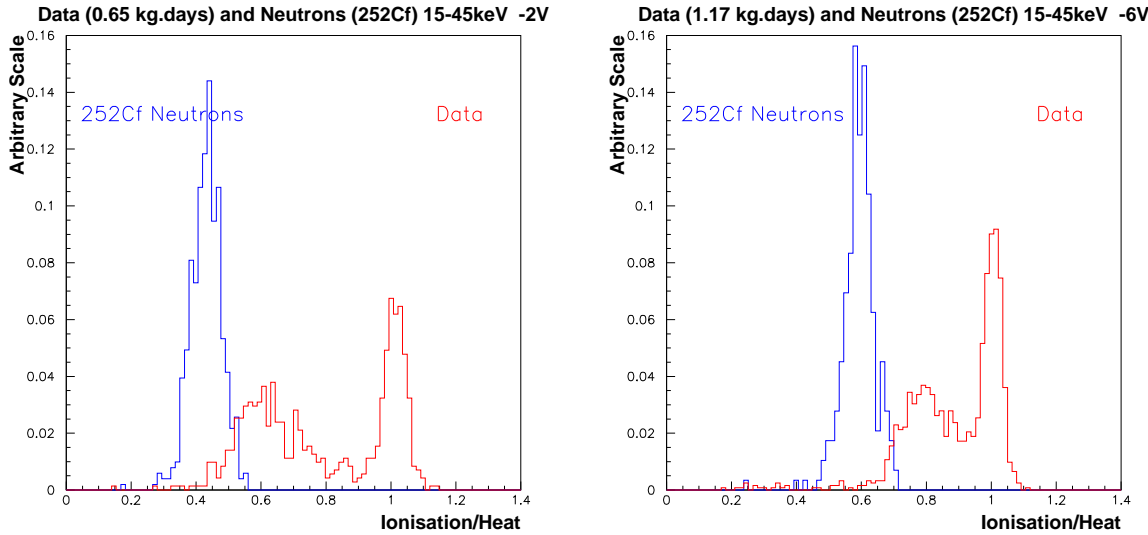 Data (0.65 kg.days) and Neutrons (252Cf) 15-45keV -2V
Arbitrary Scale
0.16
0.14
0.12
0.1
0.08
0.06
0.04
0.02
0
252Cf Neutrons
Data
0 0.2 0.4 0.6 0.8 1 1.2 1.4
Ionisation/Heat
Data (1.17 kg.days) and Neutrons (252Cf) 15-45keV -6V
Arbitrary Scale
0.16
0.14
0.12
0.1
0.08
0.06
0.04
0.02
0
252Cf Neutrons
Data
0 0.2 0.4 0.6 0.8 1 1.2 1.4
Ionisation/Heat